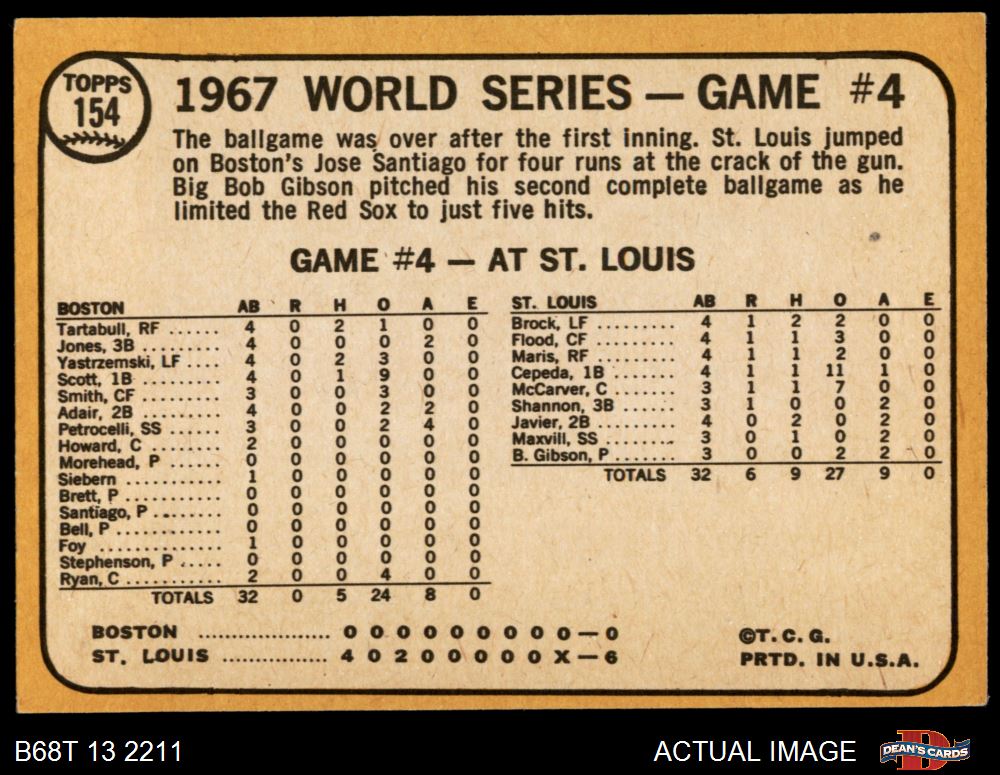 TOPPS
154
1967 WORLD SERIES — GAME #4
The ballgame was over after the first inning. St. Louis jumped
on Boston's Jose Santiago for four runs at the crack of the gun.
Big Bob Gibson pitched his second complete ballgame as he
limited the Red Sox to just five hits.
GAME #4 — AT ST. LOUIS
BOSTON AB R H O A E
Tartabull, RF ...... 4 0 2 1 0 0
Jones, 3B .......... 4 0 0 0 2 0
Yastrzemski, LF .... 4 0 2 3 0 0
Scott, 1B .......... 4 0 1 9 0 0
Smith, CF .......... 3 0 0 3 0 0
Adair, 2B .......... 4 0 0 2 2 0
Petrocelli, SS ...... 3 0 0 2 4 0
Howard, C .......... 2 0 0 0 0 0
Morehead, P ....... 0 0 0 0 0 0
Siebern ............ 1 0 0 0 0 0
Brett, P ............ 0 0 0 0 0 0
Santiago, P ........ 0 0 0 0 0 0
Bell, P ............. 0 0 0 0 0 0
Foy ............... 1 0 0 0 0 0
Stephenson, P ..... 0 0 0 0 0 0
Ryan, C ........... 2 0 0 4 0 0
TOTALS 32 0 5 24 8 0
ST. LOUIS AB R H O A E
Brock, LF .......... 4 1 2 2 0 0
Flood, CF .......... 4 1 1 3 0 0
Maris, RF .......... 4 1 1 2 0 0
Cepeda, 1B ......... 4 1 1 11 1 0
McCarver, C ........ 3 1 1 7 0 0
Shannon, 3B ....... 3 1 0 0 2 0
Javier, 2B .......... 4 0 2 0 2 0
Maxvill, SS ......... 3 0 1 0 2 0
B. Gibson, P ........ 3 0 0 2 2 0
TOTALS 32 6 9 27 9 0
BOSTON .................... 0 0 0 0 0 0 0 0 0 — 0
ST. LOUIS ................ 4 0 2 0 0 0 0 0 X — 6
©T. C. G.
PRTD. IN U.S.A.
B68T 13 2211
ACTUAL IMAGE
D
DEAN'S CARDS